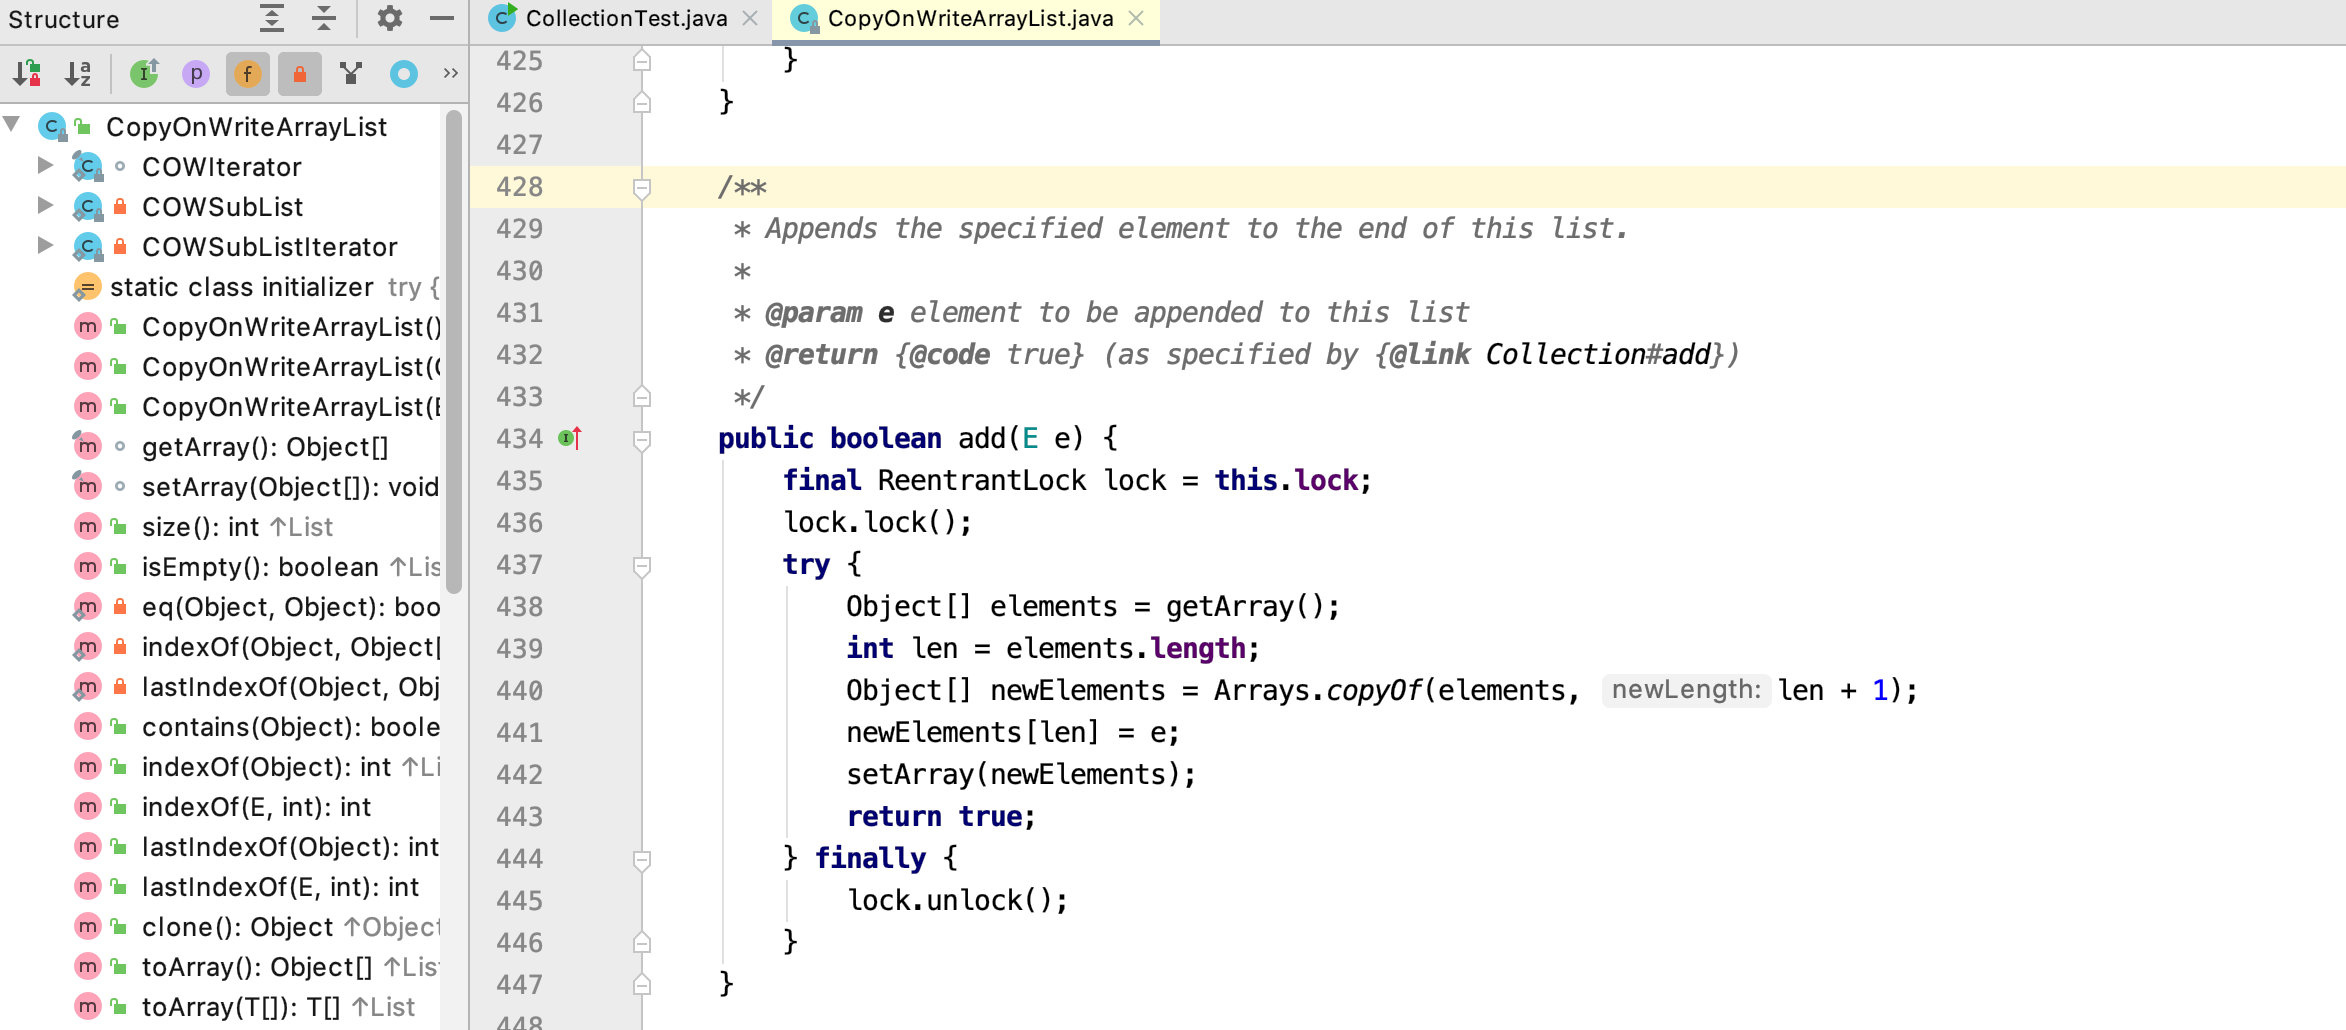 Structure
CollectionTest.java
CopyOnWriteArrayList.java
CopyOnWriteArrayList
COWIterator
COWSubList
COWSubListIterator
static class initializer try {
CopyOnWriteArrayList()
CopyOnWriteArrayList(
CopyOnWriteArrayList(E
getArray(): Object[]
setArray(Object[]): void
size(): int ↑List
isEmpty(): boolean ↑Lis
eq(Object, Object): boo
indexOf(Object, Object[
lastIndexOf(Object, Obj
contains(Object): boole
indexOf(Object): int ↑Li
indexOf(E, int): int
lastIndexOf(Object): int
lastIndexOf(E, int): int
clone(): Object ↑Object
toArray(): Object[] ↑List
toArray(T[]): T[] ↑List
425 }
426 }
427
428 /**
429 * Appends the specified element to the end of this list.
430 *
431 * @param e element to be appended to this list
432 * @return {@code true} (as specified by {@link Collection#add})
433 */
434 public boolean add(E e) {
435 final ReentrantLock lock = this.lock;
436 lock.lock();
437 try {
438 Object[] elements = getArray();
439 int len = elements.length;
440 Object[] newElements = Arrays.copyOf(elements, newLength: len + 1);
441 newElements[len] = e;
442 setArray(newElements);
443 return true;
444 } finally {
445 lock.unlock();
446 }
447 }
448